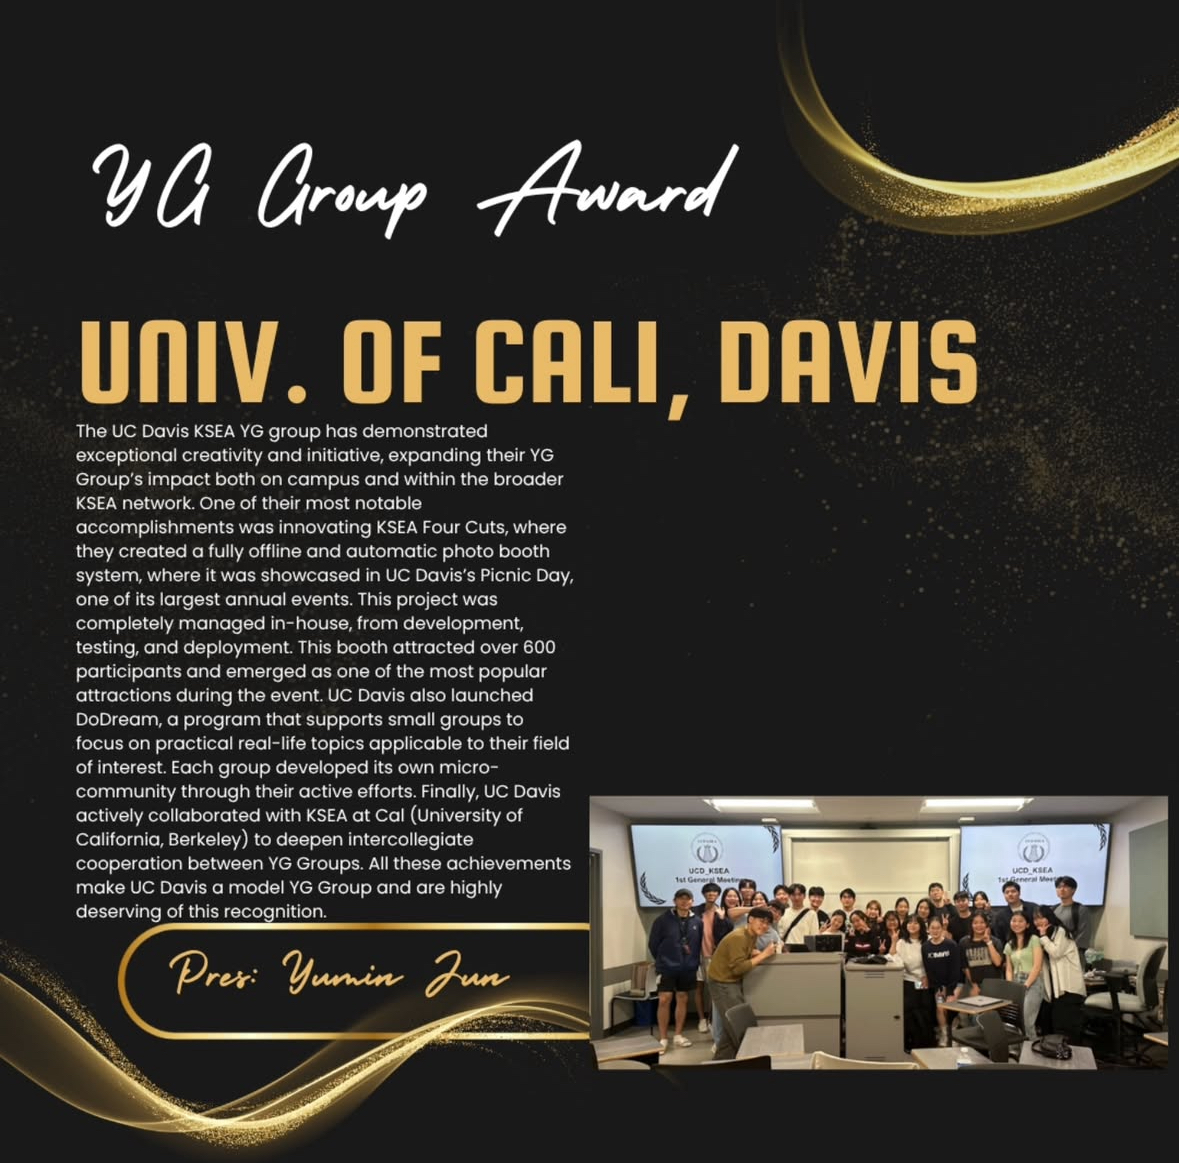 YG Group Award
UNIV. OF CALI, DAVIS
The UC Davis KSEA YG group has demonstrated
exceptional creativity and initiative, expanding their YG
Group's impact both on campus and within the broader
KSEA network. One of their most notable
accomplishments was innovating KSEA Four Cuts, where
they created a fully offline and automatic photo booth
system, where it was showcased in UC Davis's Picnic Day,
one of its largest annual events. This project was
completely managed in-house, from development,
testing, and deployment. This booth attracted over 600
participants and emerged as one of the most popular
attractions during the event. UC Davis also launched
DoDream, a program that supports small groups to
focus on practical real-life topics applicable to their field
of interest. Each group developed its own micro-
community through their active efforts. Finally, UC Davis
actively collaborated with KSEA at Cal (University of
California, Berkeley) to deepen intercollegiate
cooperation between YG Groups. All these achievements
make UC Davis a model YG Group and are highly
deserving of this recognition.
Pres: Yumin Jun
UCD_KSEA
1st General Meeting
UCD_KSEA
1st General Meet